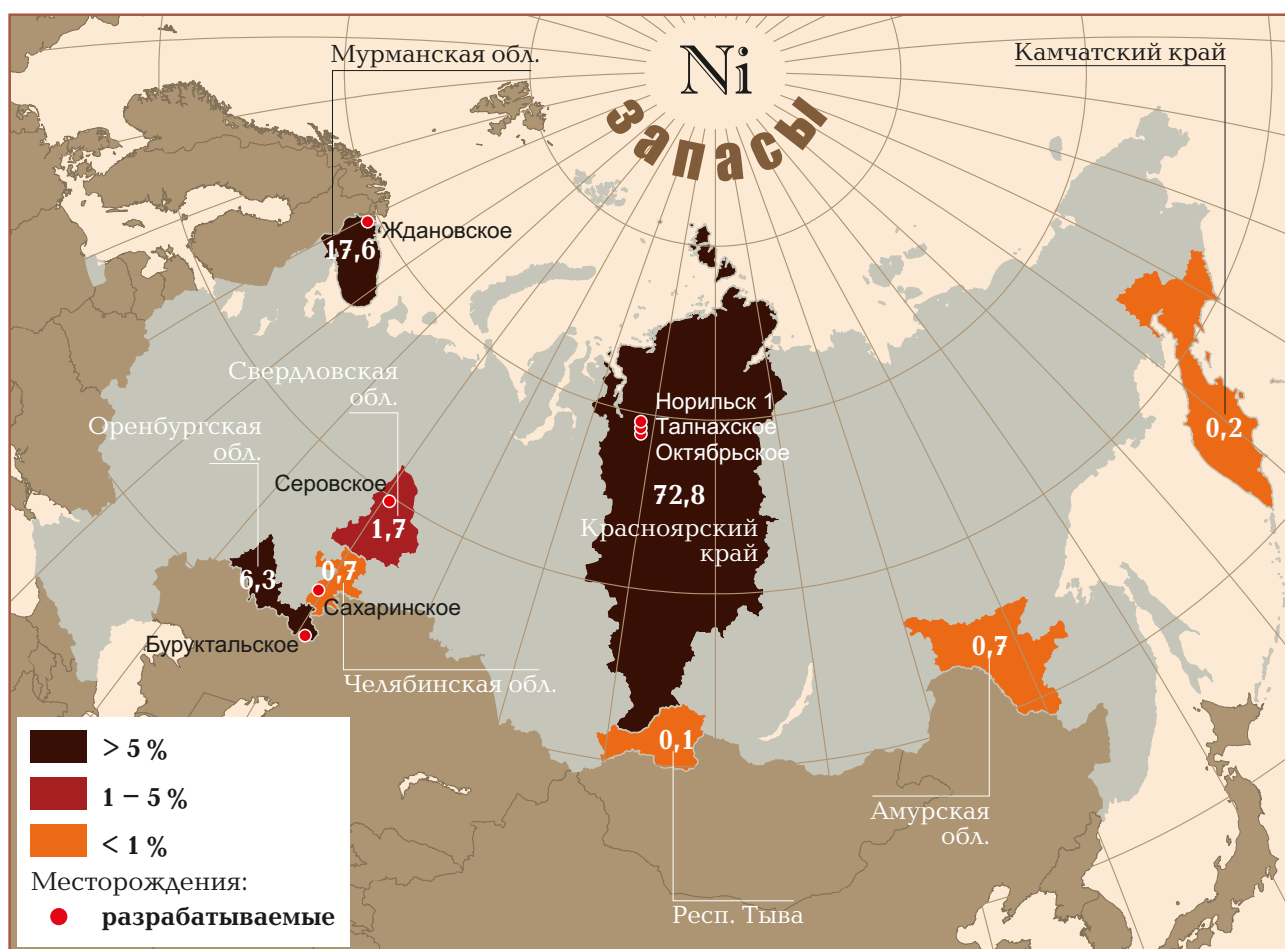 Ni
запасы
Мурманская обл.
Камчатский край
Ждановское
17,6
Свердловская
обл.
Оренбургская
обл.
Серовское
1,7
6,3
0,7
Сахаринское
Буруктальское
Челябинская обл.
Норильск 1
Талнахское
Октябрьское
72,8
Красноярский
край
0,2
0,7
0,1
Амурская
обл.
Респ. Тыва
> 5 %
1 – 5 %
< 1 %
Месторождения:
разрабатываемые